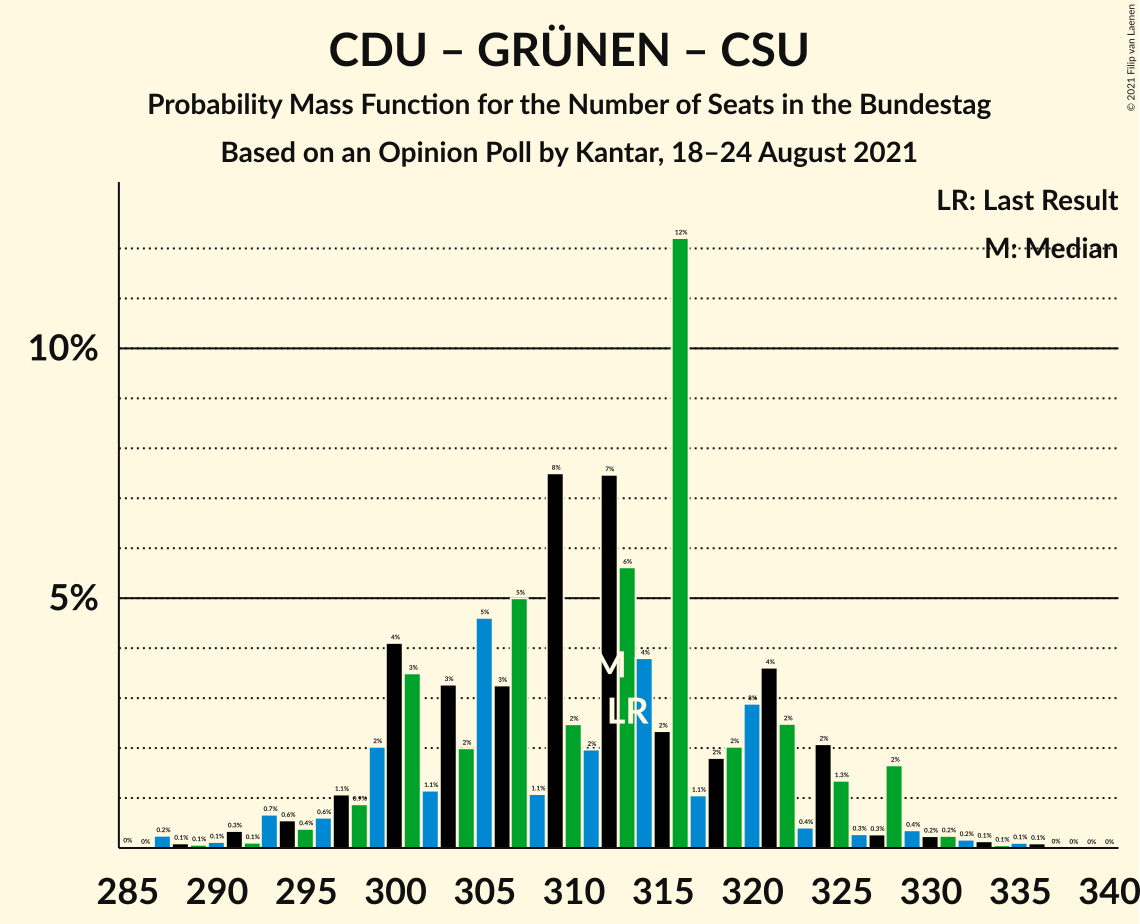 CDU – GRÜNEN – CSU
Probability Mass Function for the Number of Seats in the Bundestag
Based on an Opinion Poll by Kantar, 18–24 August 2021
© 2021 Filip van Laenen
LR: Last Result
M: Median
10%
5%
0% 0% 0.2% 0.1% 0.1% 0.1% 0.3% 0.1% 0.7% 0.6% 0.4% 0.6% 1.1% 0.9% 2% 4% 3% 1.1% 3% 2% 5% 3% 5% 1.1% 8% 2% 2% 7% 6% 4% 2% 12% 1.1% 2% 2% 3% 4% 2% 0.4% 2% 1.3% 0.3% 0.3% 2% 0.4% 0.2% 0.2% 0.2% 0.1% 0.1% 0.1% 0.1% 0% 0% 0% 0%
M
LR
285 290 295 300 305 310 315 320 325 330 335 340